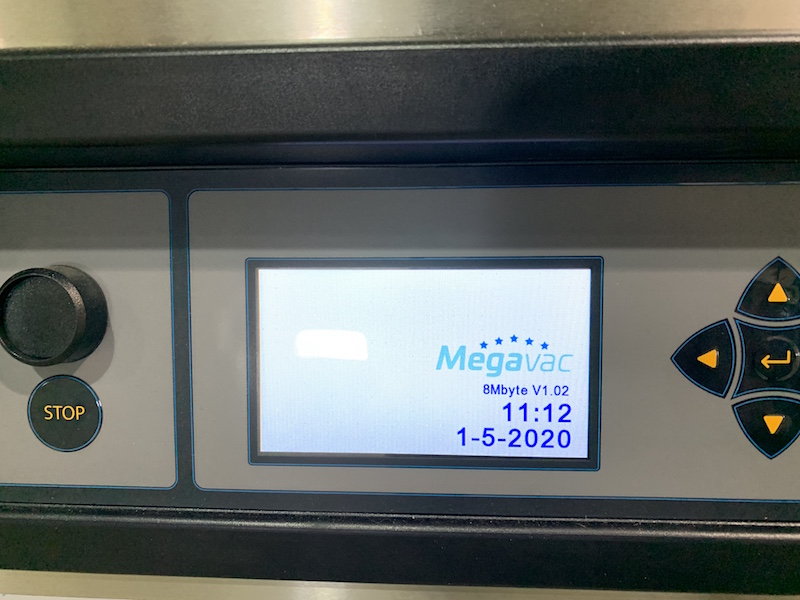 STOP
Megavac
8Mbyte V1.02
11:12
1-5-2020